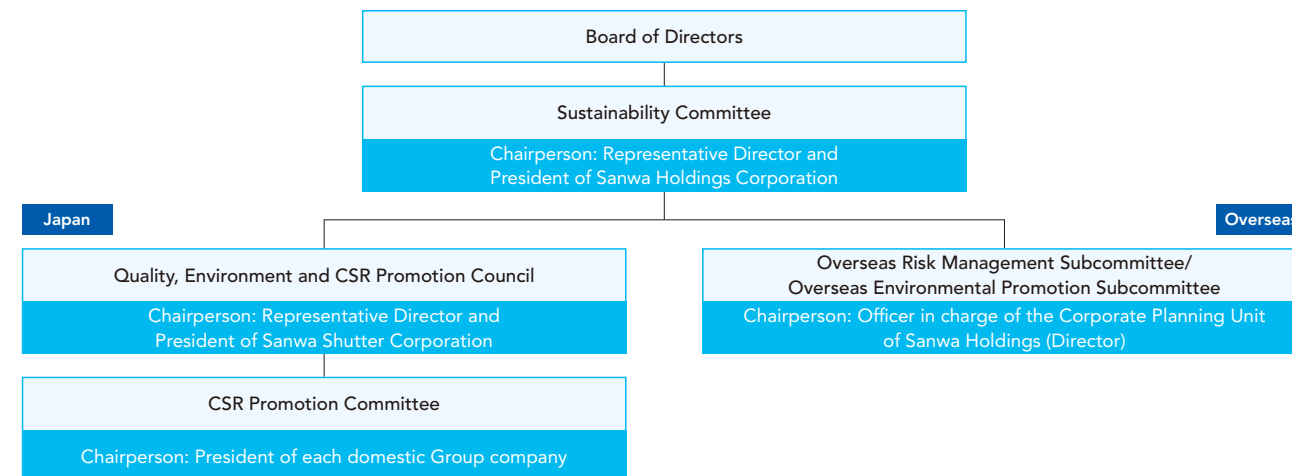 Board of Directors
Sustainability Committee
Chairperson: Representative Director and
President of Sanwa Holdings Corporation
Japan
Overseas
Quality, Environment and CSR Promotion Council
Chairperson: Representative Director and
President of Sanwa Shutter Corporation
Overseas Risk Management Subcommittee/
Overseas Environmental Promotion Subcommittee
Chairperson: Officer in charge of the Corporate Planning Unit
of Sanwa Holdings (Director)
CSR Promotion Committee
Chairperson: President of each domestic Group company